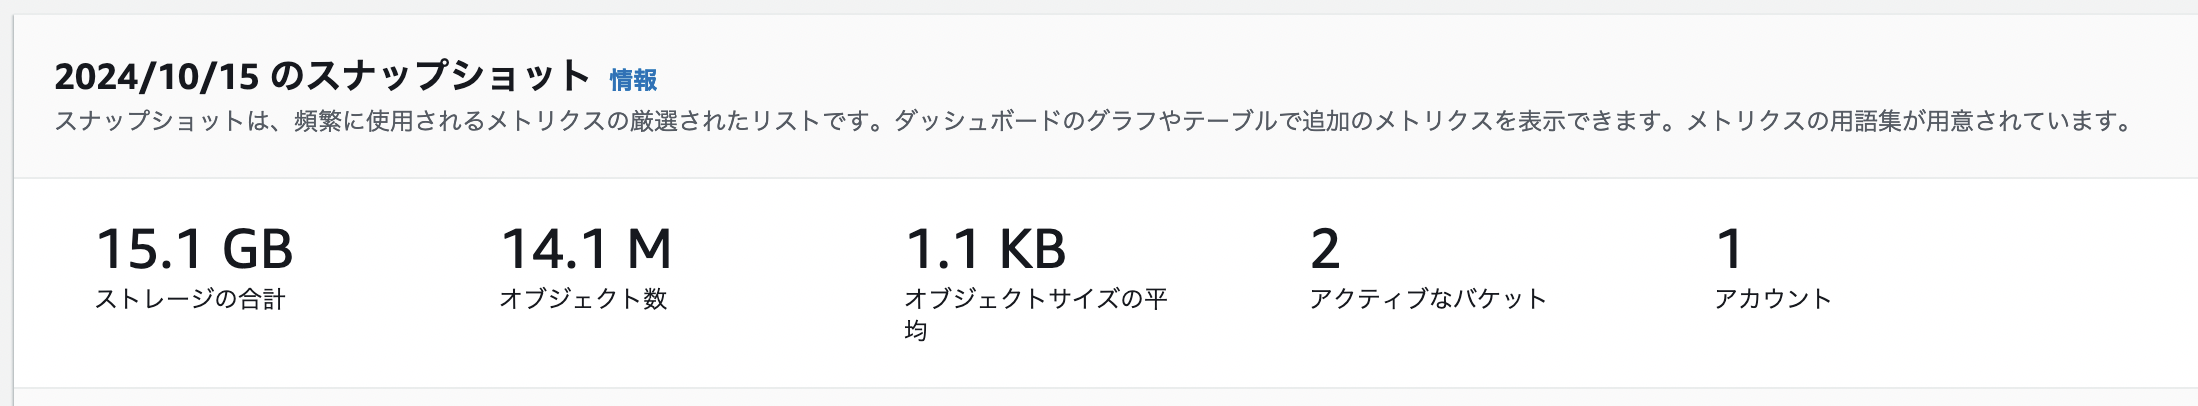 2024/10/15 のスナップショット 情報
スナップショットは、頻繁に使用されるメトリクスの厳選されたリストです。ダッシュボードのグラフやテーブルで追加のメトリクスを表示できます。メトリクスの用語集が用意されています。
15.1 GB
ストレージの合計
14.1 M
オブジェクト数
1.1 KB
オブジェクトサイズの平
均
2
アクティブなバケット
1
アカウント